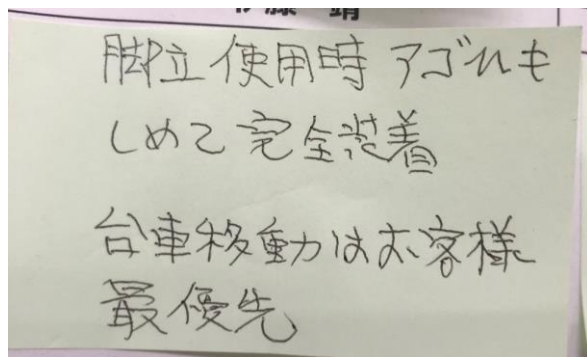 脚立使用時アゴひも
しめて完全装着
台車移動はお客様
最優先